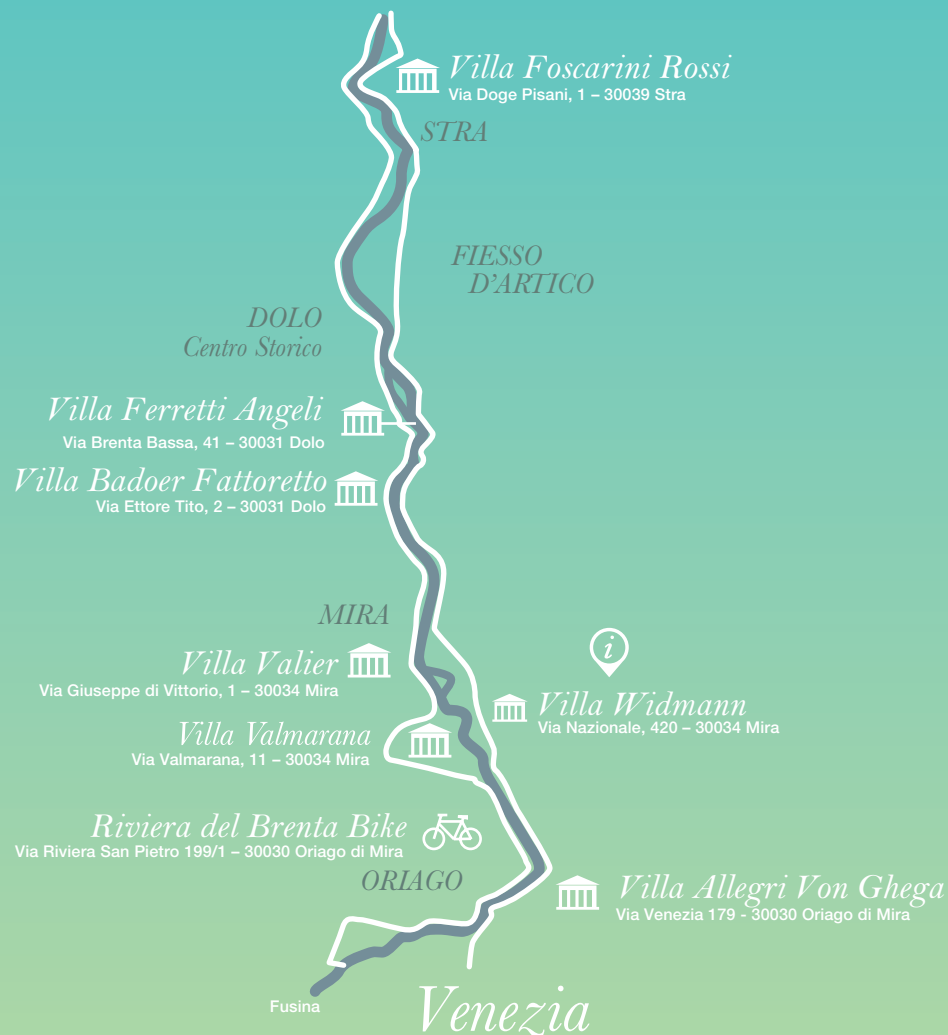 Villa Foscarini Rossi
Via Doge Pisani, 1 – 30039 Stra
STRA
FIESSO
D’ARTICO
DOLO
Centro Storico
Villa Ferretti Angeli
Via Brenta Bassa, 41 – 30031 Dolo
Villa Badoer Fattoretto
Via Ettore Tito, 2 – 30031 Dolo
MIRA
i
Villa Valier
Via Giuseppe di Vittorio, 1 – 30034 Mira
Villa Widmann
Via Nazionale, 420 – 30034 Mira
Villa Valmarana
Via Valmarana, 11 – 30034 Mira
Riviera del Brenta Bike
Via Riviera San Pietro 199/1 – 30030 Oriago di Mira
ORIAGO
Villa Allegri Von Ghega
Via Venezia 179 - 30030 Oriago di Mira
Fusina
Venezia